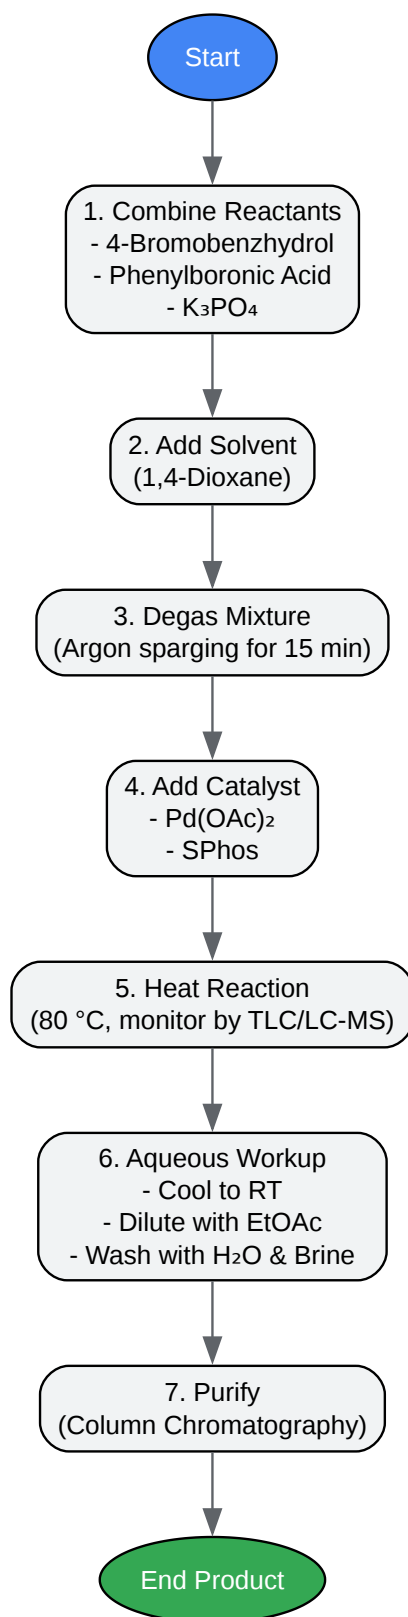 Start
1. Combine Reactants
- 4-Bromobenzhydrol
- Phenylboronic Acid
- K₃PO₄
2. Add Solvent
(1,4-Dioxane)
3. Degas Mixture
(Argon sparging for 15 min)
4. Add Catalyst
- Pd(OAc)₂
- SPhos
5. Heat Reaction
(80 °C, monitor by TLC/LC-MS)
6. Aqueous Workup
- Cool to RT
- Dilute with EtOAc
- Wash with H₂O & Brine
7. Purify
(Column Chromatography)
End Product